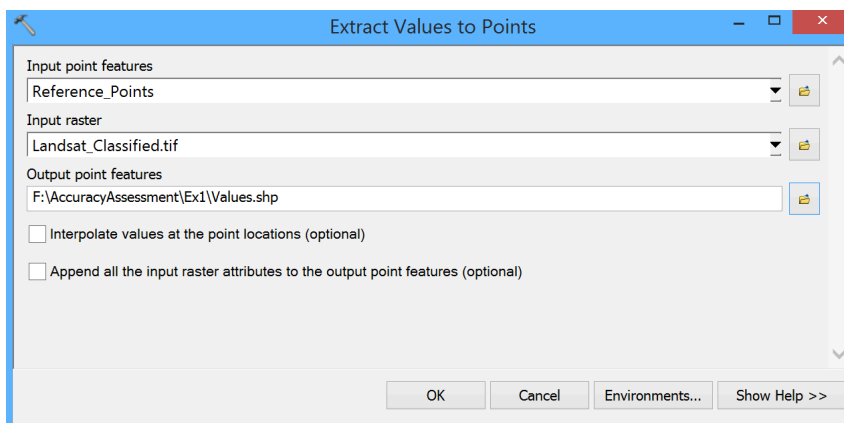 Extract Values to Points
Input point features
Reference_Points
Input raster
Landsat_Classified.tif
Output point features
F:\AccuracyAssessment\Ex1\Values.shp
Interpolate values at the point locations (optional)
Append all the input raster attributes to the output point features (optional)
OK Cancel Environments... Show Help >>